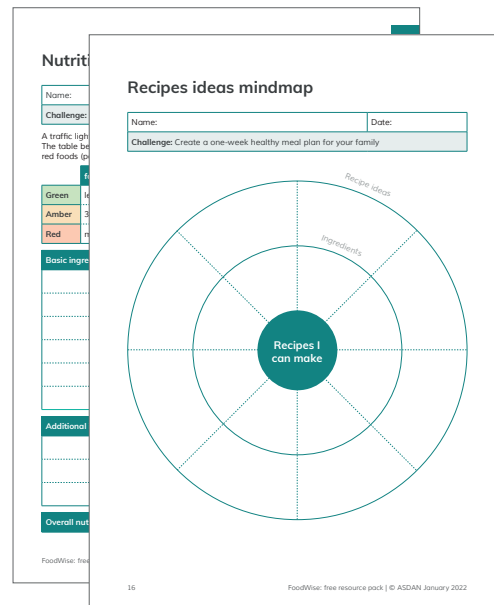 Nutriti
Name:
Challenge:
A traffic ligh
The table be
red foods (p
Green
Amber
3
Red
Basic ingre
Additional
Overall nut
FoodWise: free
Recipes ideas mindmap
Name:
Date:
Challenge: Create a one-week healthy meal plan for your family
Recipe ideas
Ingredients
Recipes I
can make
16
FoodWise: free resource pack | © ASDAN January 2022